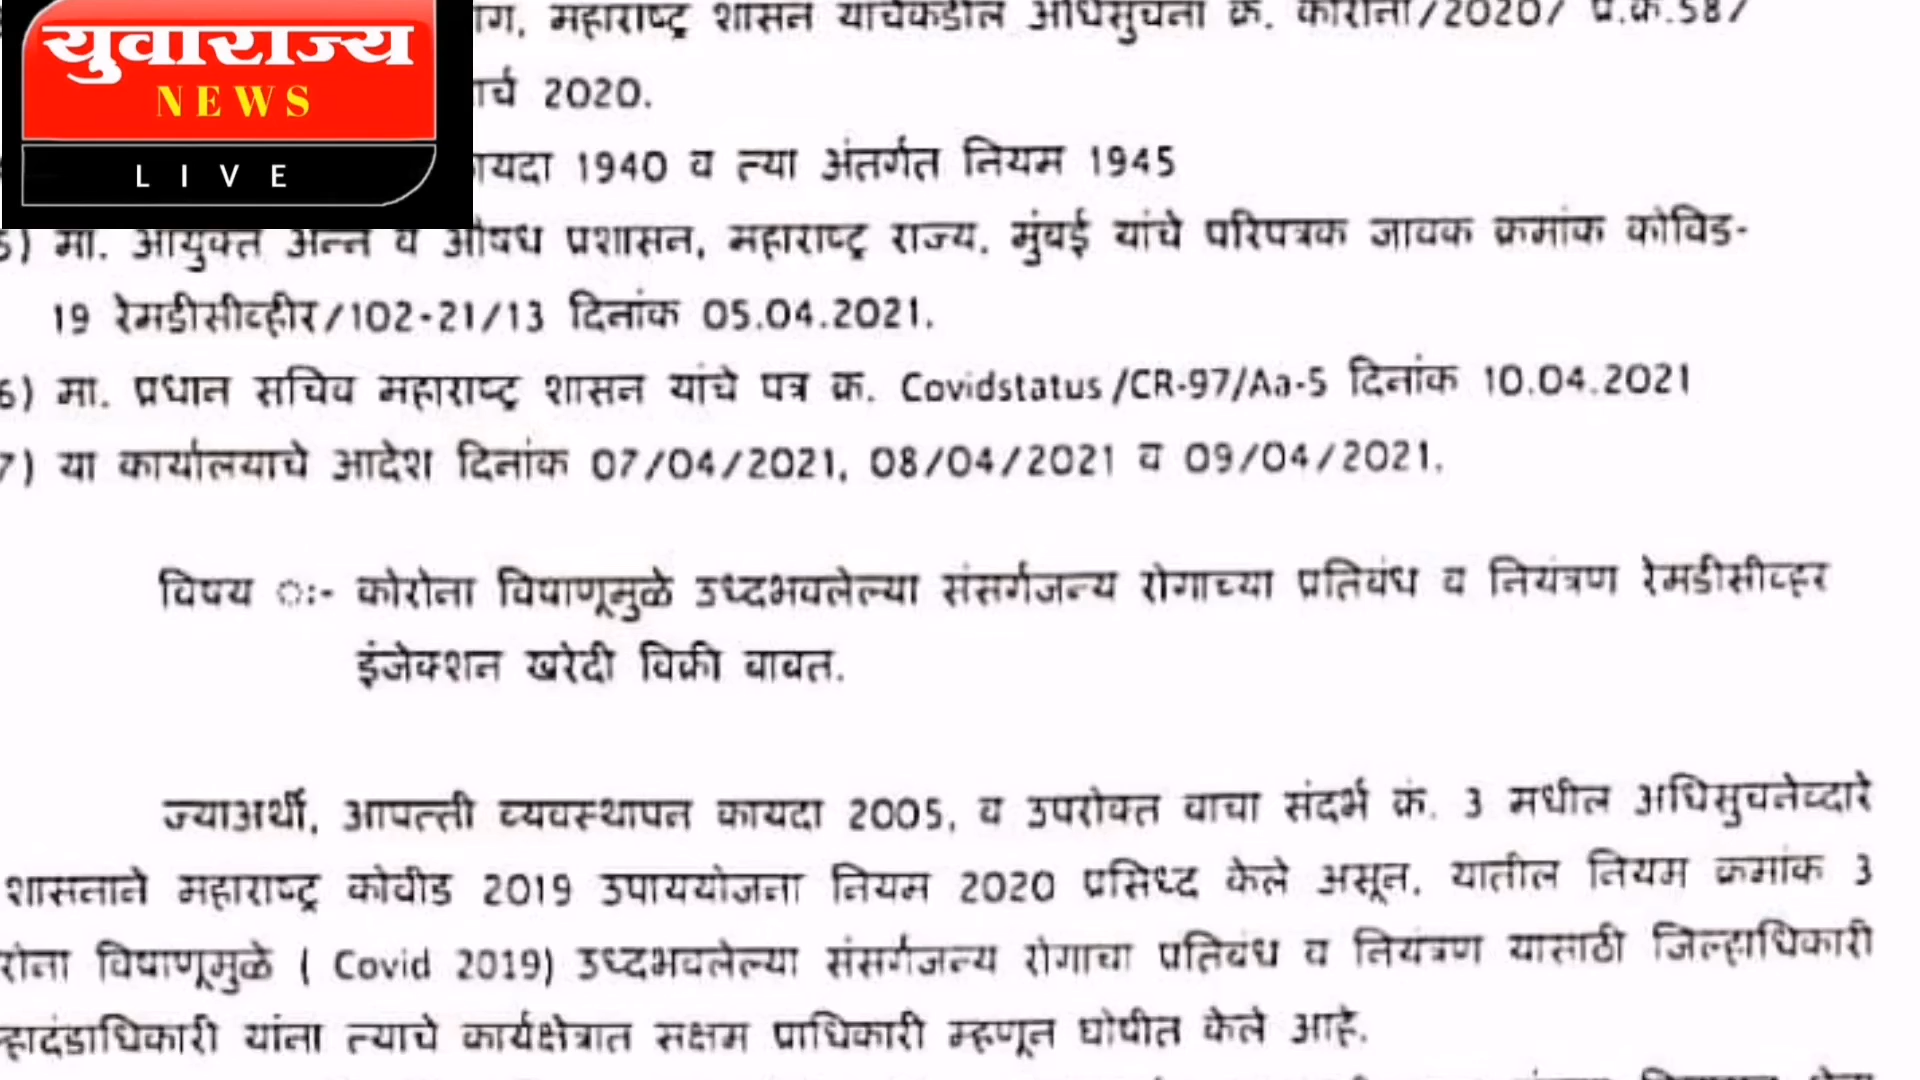 युवाराज्य
NEWS
LIVE
महाराष्ट्र शासन यांचेकडील अधिसुचना क्र. कोरोना/2020/ प्र.क्र.58/
मार्च 2020.
कायदा 1940 व त्या अंतर्गत नियम 1945
5) मा. आयुक्त अन्न व औषध प्रशासन, महाराष्ट्र राज्य, मुंबई यांचे परिपत्रक जावक क्रमांक कोविड-
19 रेमडीसीव्हीर/102-21/13 दिनांक 05.04.2021.
6) मा. प्रधान सचिव महाराष्ट्र शासन यांचे पत्र क्र. Covidstatus/CR-97/Aa-5 दिनांक 10.04.2021
7) या कार्यालयाचे आदेश दिनांक 07/04/2021, 08/04/2021 व 09/04/2021.
विषय ः- कोरोना विषाणूमुळे उध्दभवलेल्या संसर्गजन्य रोगाच्या प्रतिबंध व नियंत्रण रेमडीसीव्हर
इंजेक्शन खरेदी विक्री बाबत.
ज्याअर्थी, आपत्ती व्यवस्थापन कायदा 2005, व उपरोक्त वाचा संदर्भ क्रं. 3 मधील अधिसुचनेव्दारे
शासनाने महाराष्ट्र कोवीड 2019 उपाययोजना नियम 2020 प्रसिध्द केले असून, यातील नियम क्रमांक 3
रोना विषाणूमुळे ( Covid 2019) उध्दभवलेल्या संसर्गजन्य रोगाचा प्रतिबंध व नियंत्रण यासाठी जिल्हाधिकारी
हादंडाधिकारी यांना त्याचे कार्यक्षेत्रात सक्षम प्राधिकारी म्हणून घोषीत केले आहे.